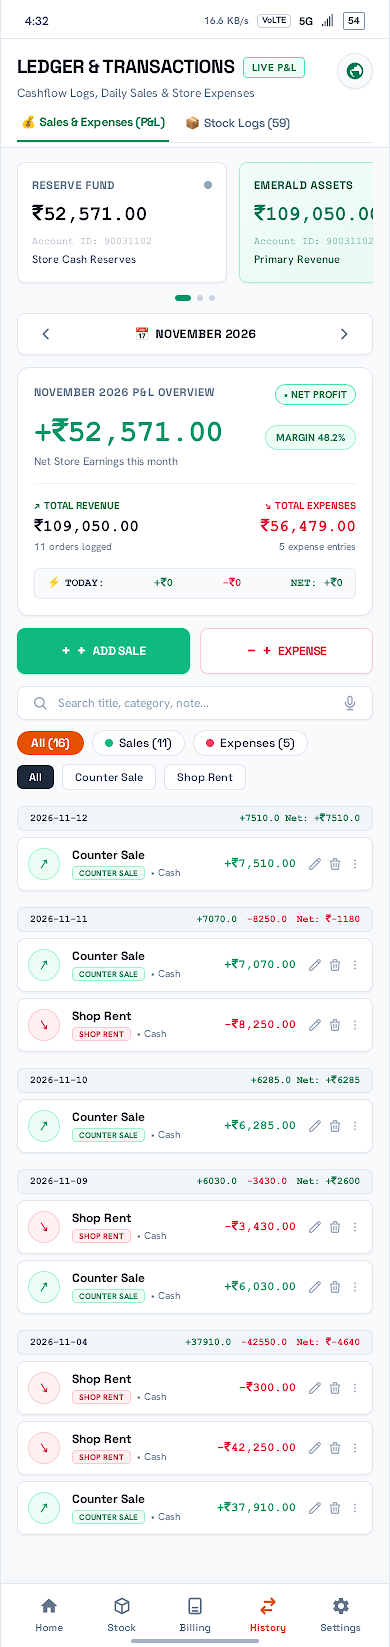 4:32
16.6 KB/s VoLTE 5G 54
LEDGER & TRANSACTIONS LIVE P&L
Cashflow Logs, Daily Sales & Store Expenses
💰 Sales & Expenses (P&L) 📦 Stock Logs (59)
RESERVE FUND
₹52,571.00
Account ID: 90031102
Store Cash Reserves
EMERALD ASSETS
₹109,050.00
Account ID: 90031102
Primary Revenue
📅 NOVEMBER 2026
NOVEMBER 2026 P&L OVERVIEW • NET PROFIT
+₹52,571.00 MARGIN 48.2%
Net Store Earnings this month
↗ TOTAL REVENUE ↘ TOTAL EXPENSES
₹109,050.00 ₹56,479.00
11 orders logged 5 expense entries
⚡ TODAY: +₹0 -₹0 NET: +₹0
+ + ADD SALE − + EXPENSE
Search title, category, note...
All (16) Sales (11) Expenses (5)
All Counter Sale Shop Rent
2026-11-12 +7510.0 Net: +₹7510.0
Counter Sale
COUNTER SALE • Cash
+₹7,510.00
2026-11-11 +7070.0 -8250.0 Net: ₹-1180
Counter Sale
COUNTER SALE • Cash
+₹7,070.00
Shop Rent
SHOP RENT • Cash
-₹8,250.00
2026-11-10 +6285.0 Net: +₹6285
Counter Sale
COUNTER SALE • Cash
+₹6,285.00
2026-11-09 +6030.0 -3430.0 Net: +₹2600
Shop Rent
SHOP RENT • Cash
-₹3,430.00
Counter Sale
COUNTER SALE • Cash
+₹6,030.00
2026-11-04 +37910.0 -42550.0 Net: ₹-4640
Shop Rent
SHOP RENT • Cash
-₹300.00
Shop Rent
SHOP RENT • Cash
-₹42,250.00
Counter Sale
COUNTER SALE • Cash
+₹37,910.00
Home Stock Billing History Settings